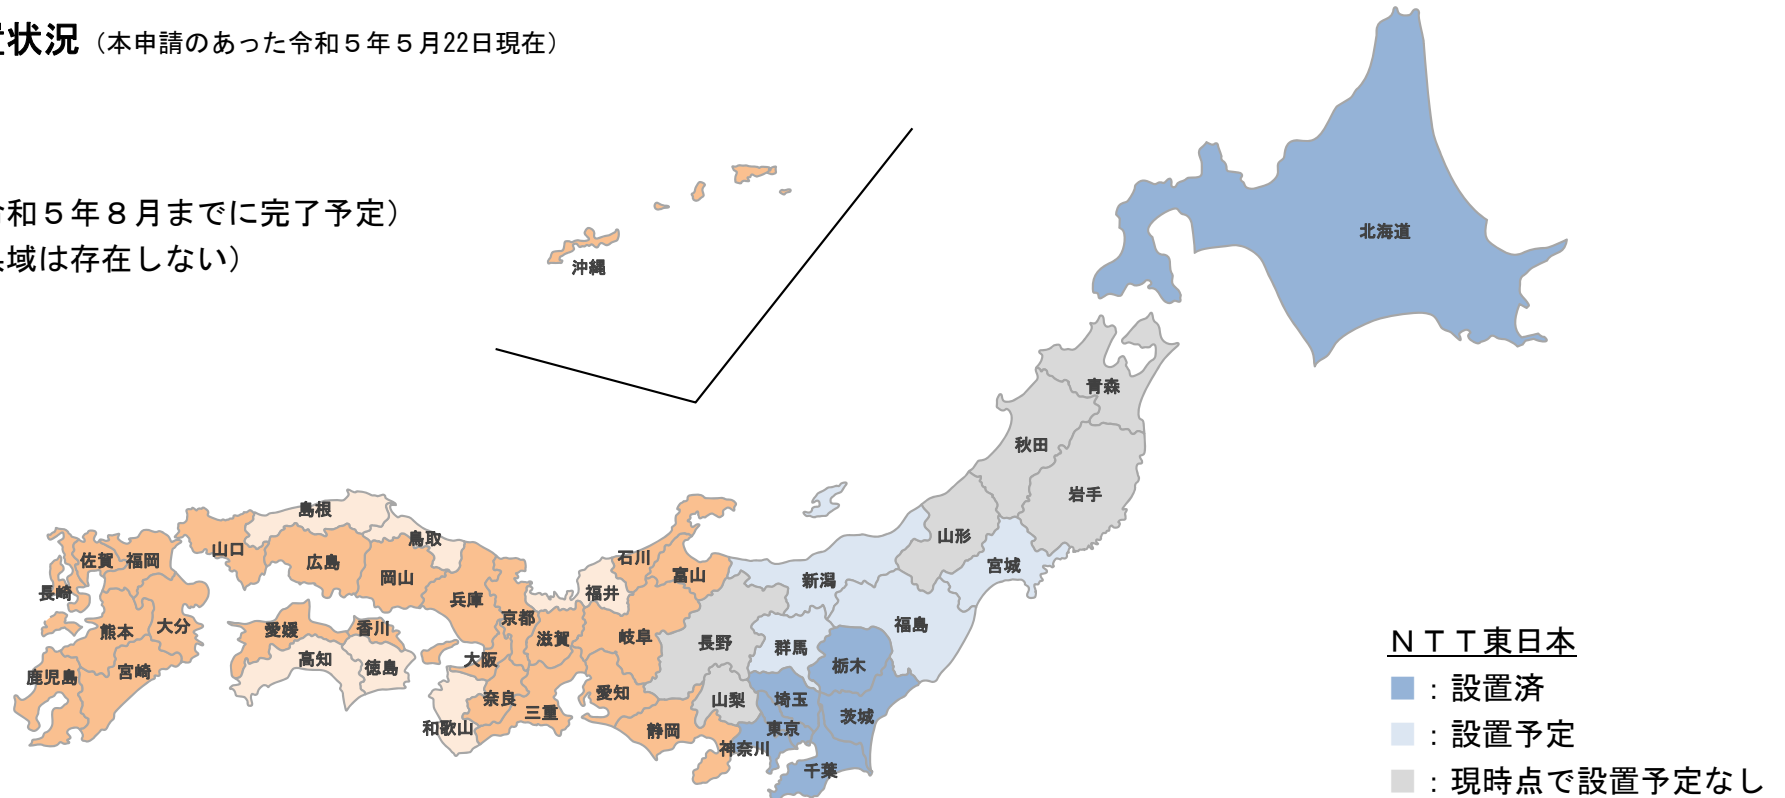 状況（本申請のあった令和５年５月22日現在）
和５年８月までに完了予定）
域は存在しない）
沖縄
北海道
青森
秋田
岩手
山形
宮城
新潟
福島
群馬
栃木
長野
山梨
埼玉
茨城
東京
神奈川
千葉
石川
富山
福井
岐阜
愛知
静岡
三重
滋賀
京都
大阪
奈良
和歌山
兵庫
鳥取
島根
岡山
広島
山口
香川
徳島
愛媛
高知
福岡
佐賀
長崎
大分
熊本
宮崎
鹿児島
ＮＴＴ東日本
：設置済
：設置予定
：現時点で設置予定なし